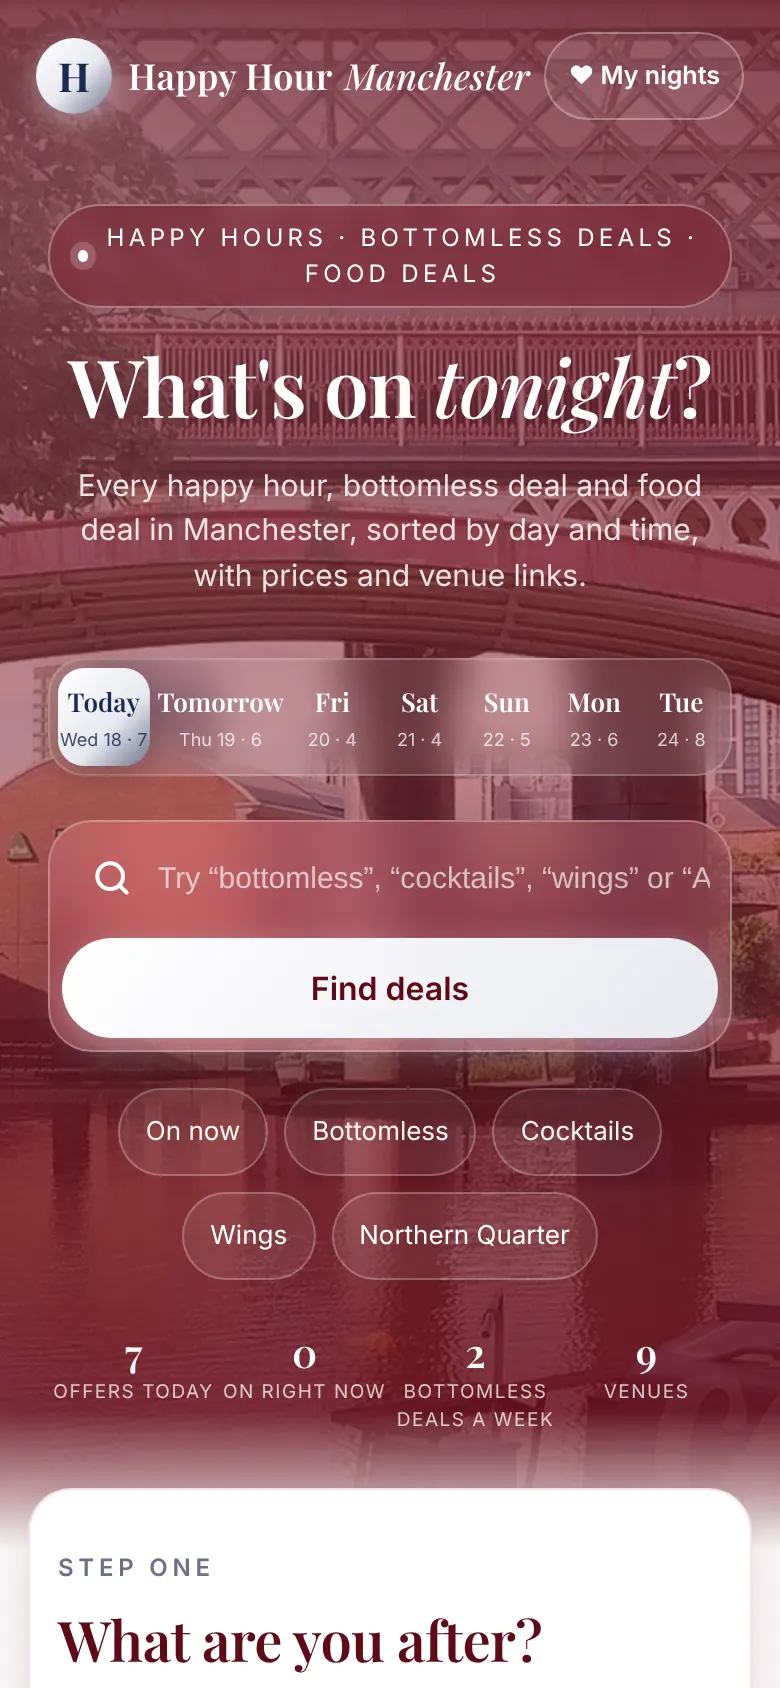 H Happy Hour Manchester ♥ My nights
HAPPY HOURS · BOTTOMLESS DEALS ·
FOOD DEALS
What's on tonight?
Every happy hour, bottomless deal and food
deal in Manchester, sorted by day and time,
with prices and venue links.
Today Tomorrow Fri Sat Sun Mon Tue
Wed 18 · 7 Thu 19 · 6 20 · 4 21 · 4 22 · 5 23 · 6 24 · 8
Try “bottomless”, “cocktails”, “wings” or “A
Find deals
On now Bottomless Cocktails
Wings Northern Quarter
7 0 2 9
OFFERS TODAY ON RIGHT NOW BOTTOMLESS VENUES
DEALS A WEEK
STEP ONE
What are you after?